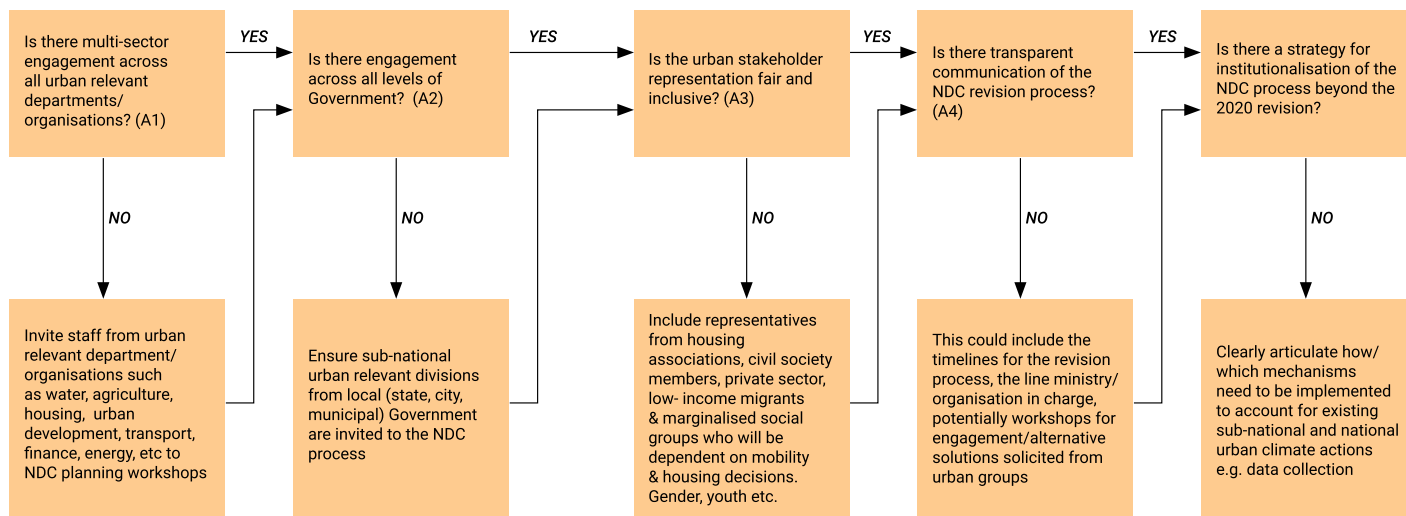 Is there multi-sector
engagement across
all urban relevant
departments/
organisations? (A1)
YES
Is there engagement
across all levels of
Government? (A2)
YES
Is the urban stakeholder
representation fair and
inclusive? (A3)
YES
Is there transparent
communication of the
NDC revision process?
(A4)
YES
Is there a strategy for
institutionalisation of the
NDC process beyond the
2020 revision?
NO
NO
NO
NO
NO
Invite staff from urban
relevant department/
organisations such
as water, agriculture,
housing, urban
development, transport,
finance, energy, etc to
NDC planning workshops
Ensure sub-national
urban relevant divisions
from local (state, city,
municipal) Government
are invited to the NDC
process
Include representatives
from housing
associations, civil society
members, private sector,
low- income migrants
& marginalised social
groups who will be
dependent on mobility
& housing decisions.
Gender, youth etc.
This could include the
timelines for the revision
process, the line ministry/
organisation in charge,
potentially workshops for
engagement/alternative
solutions solicited from
urban groups
Clearly articulate how/
which mechanisms
need to be implemented
to account for existing
sub-national and national
urban climate actions
e.g. data collection